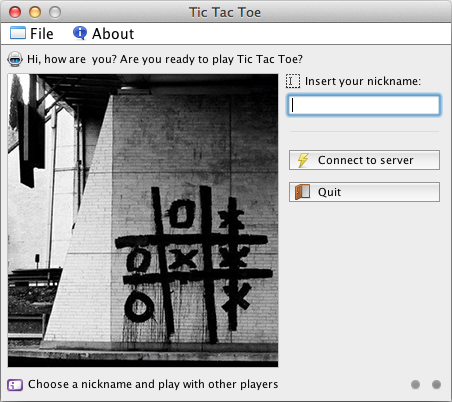 Tic Tac Toe
File About
Hi, how are you? Are you ready to play Tic Tac Toe?
Insert your nickname:
O X
O X X
O X
Connect to server
Quit
Choose a nickname and play with other players